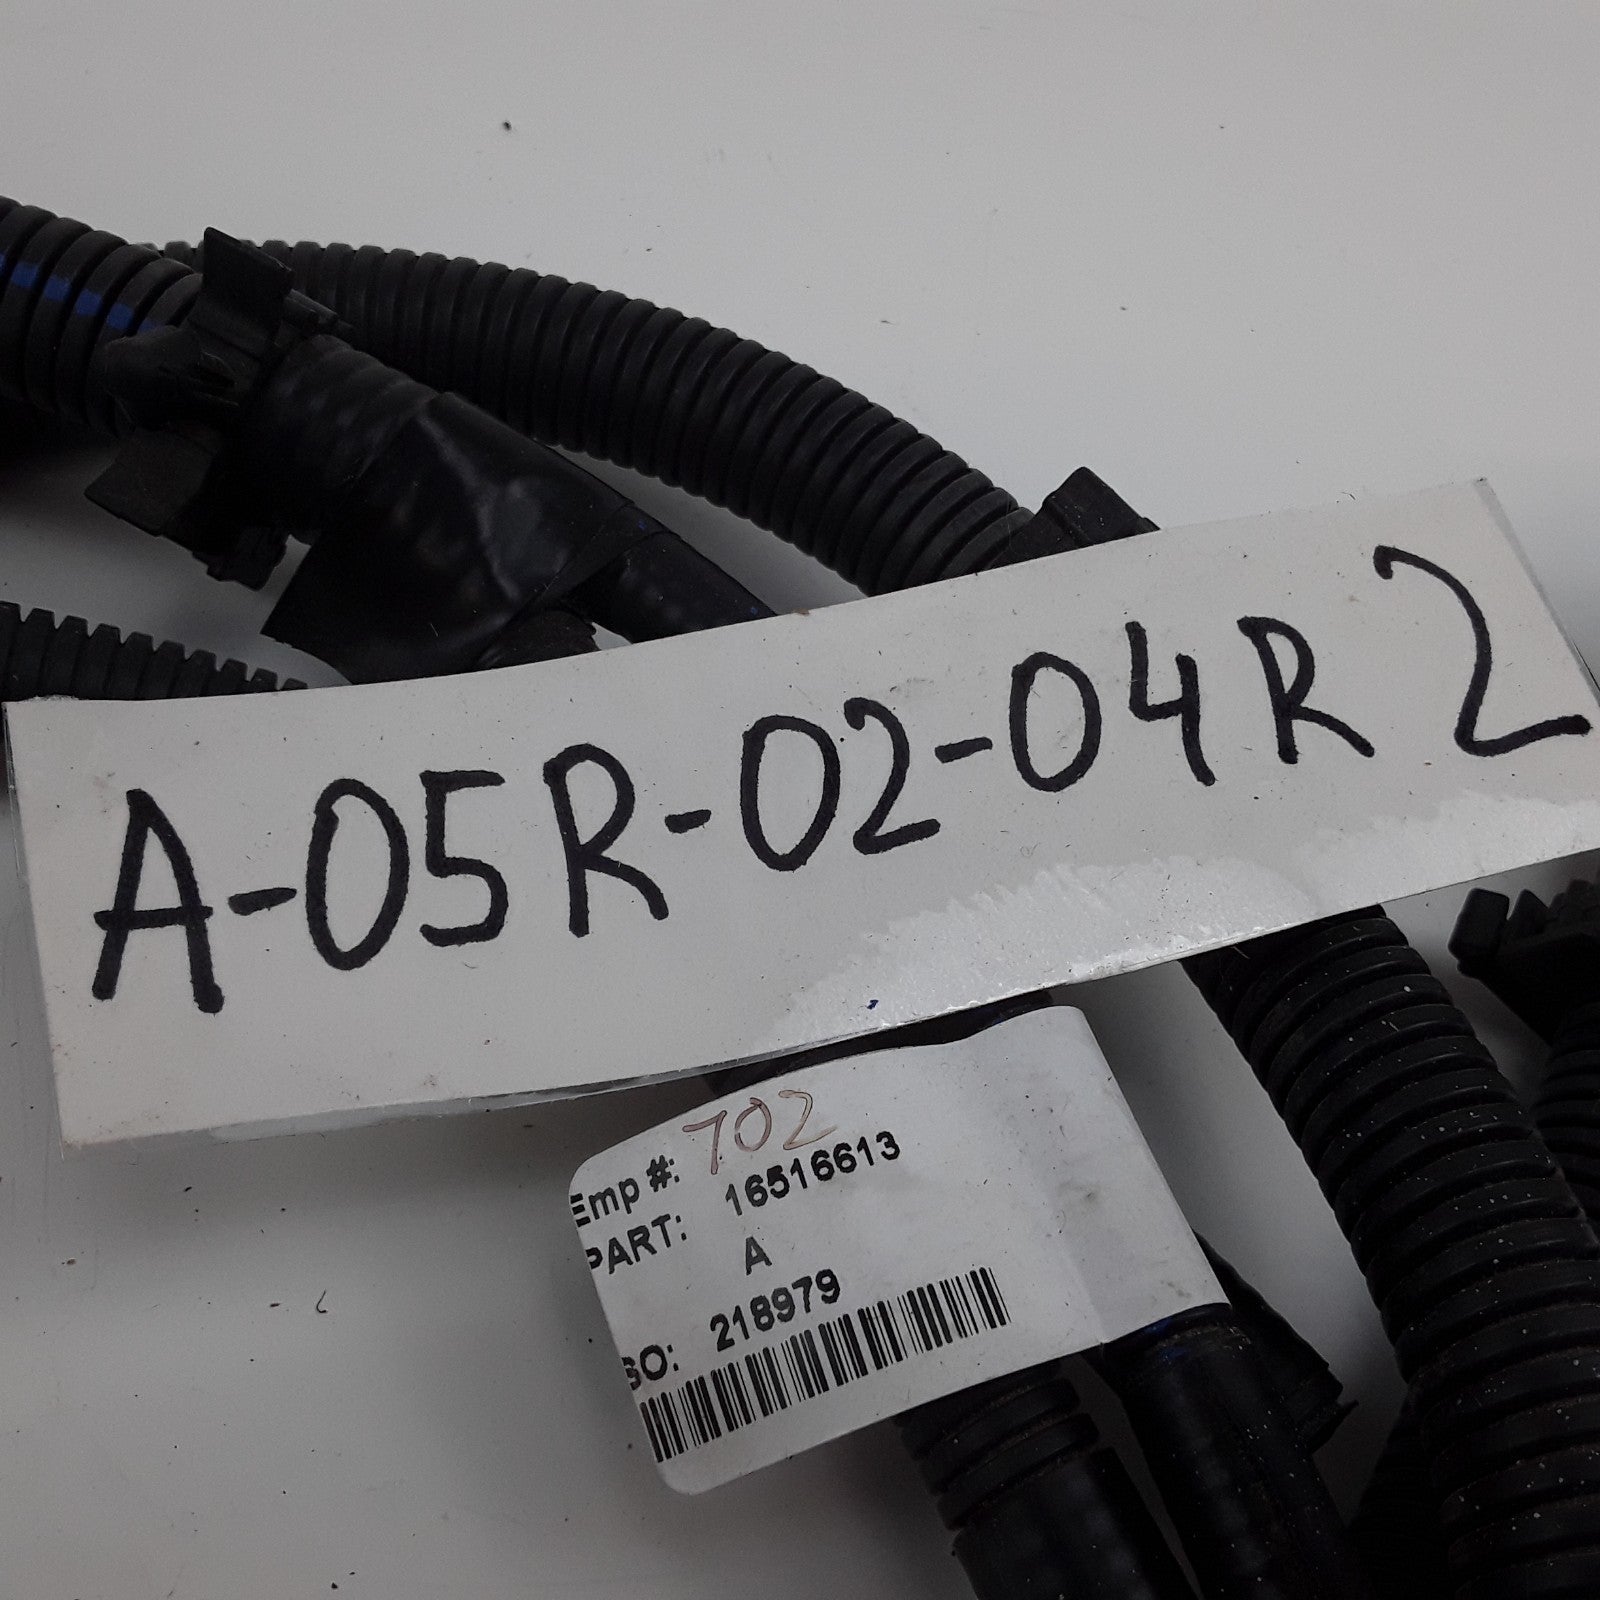 A-05R-02-04R2
Emp #: 702
PART: 16516613
A
SO: 218979